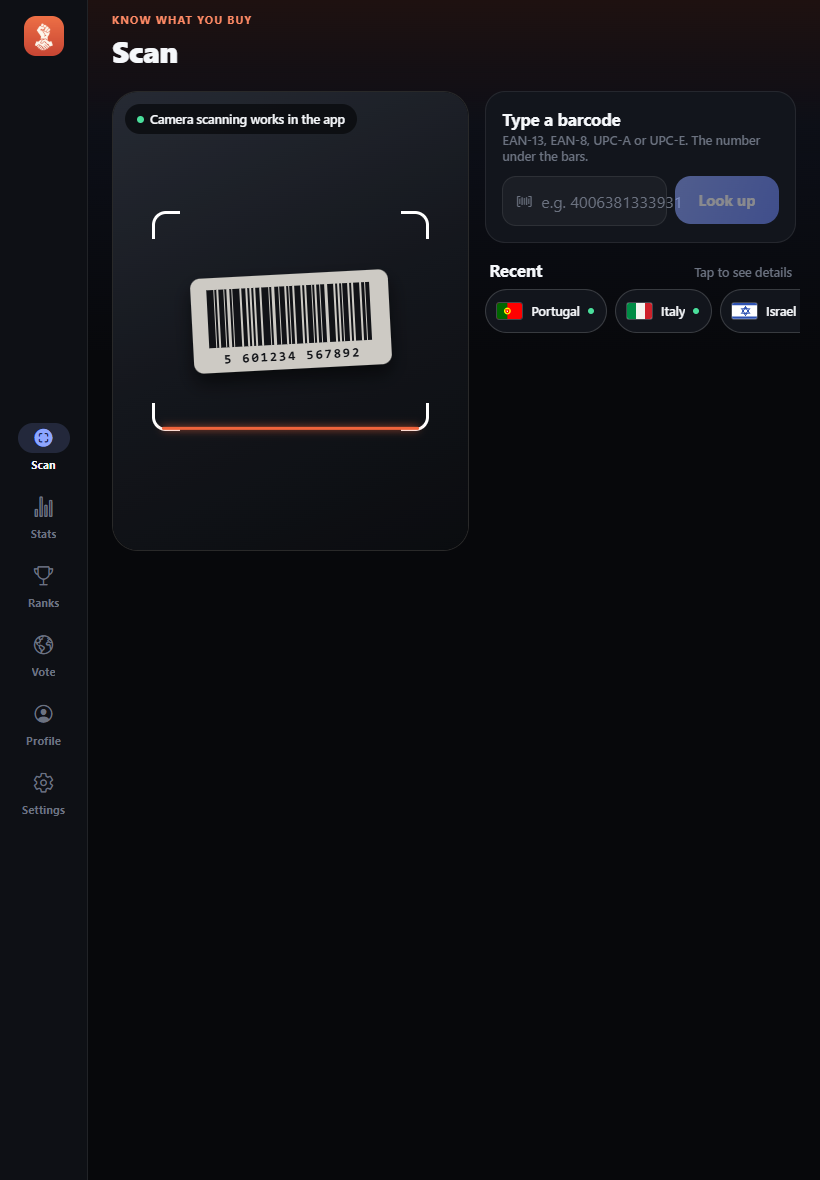 KNOW WHAT YOU BUY
Scan
Camera scanning works in the app
5 601234 567892
Type a barcode
EAN-13, EAN-8, UPC-A or UPC-E. The number
under the bars.
e.g. 4006381333931
Look up
Recent
Tap to see details
Portugal
Italy
Israel
Scan
Stats
Ranks
Vote
Profile
Settings